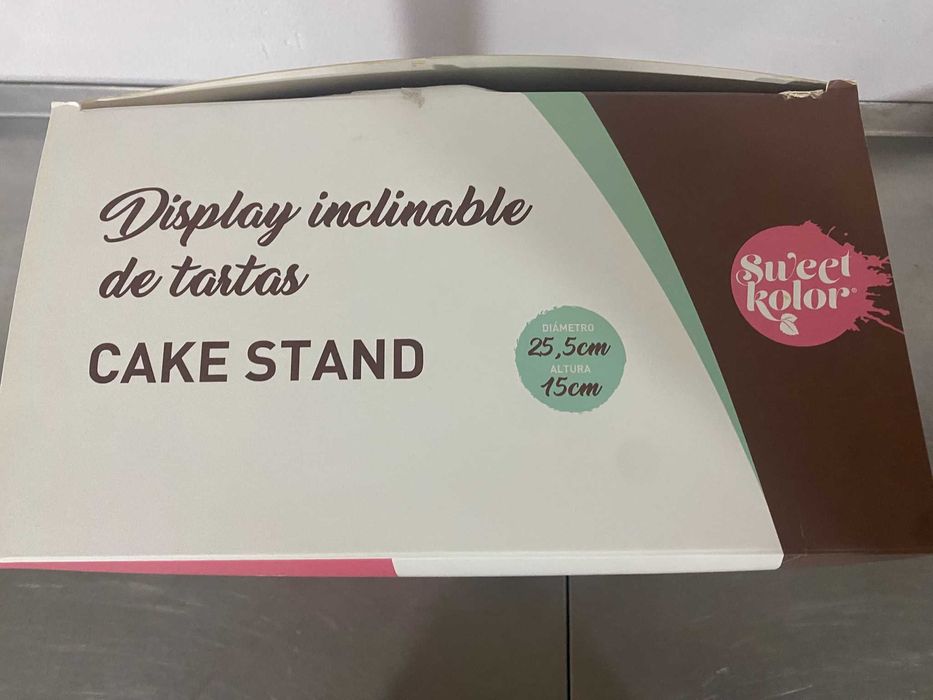 Display inclinable
de tartas
CAKE STAND
DIÁMETRO
25,5cm
ALTURA
15cm
Sweet
kolor®